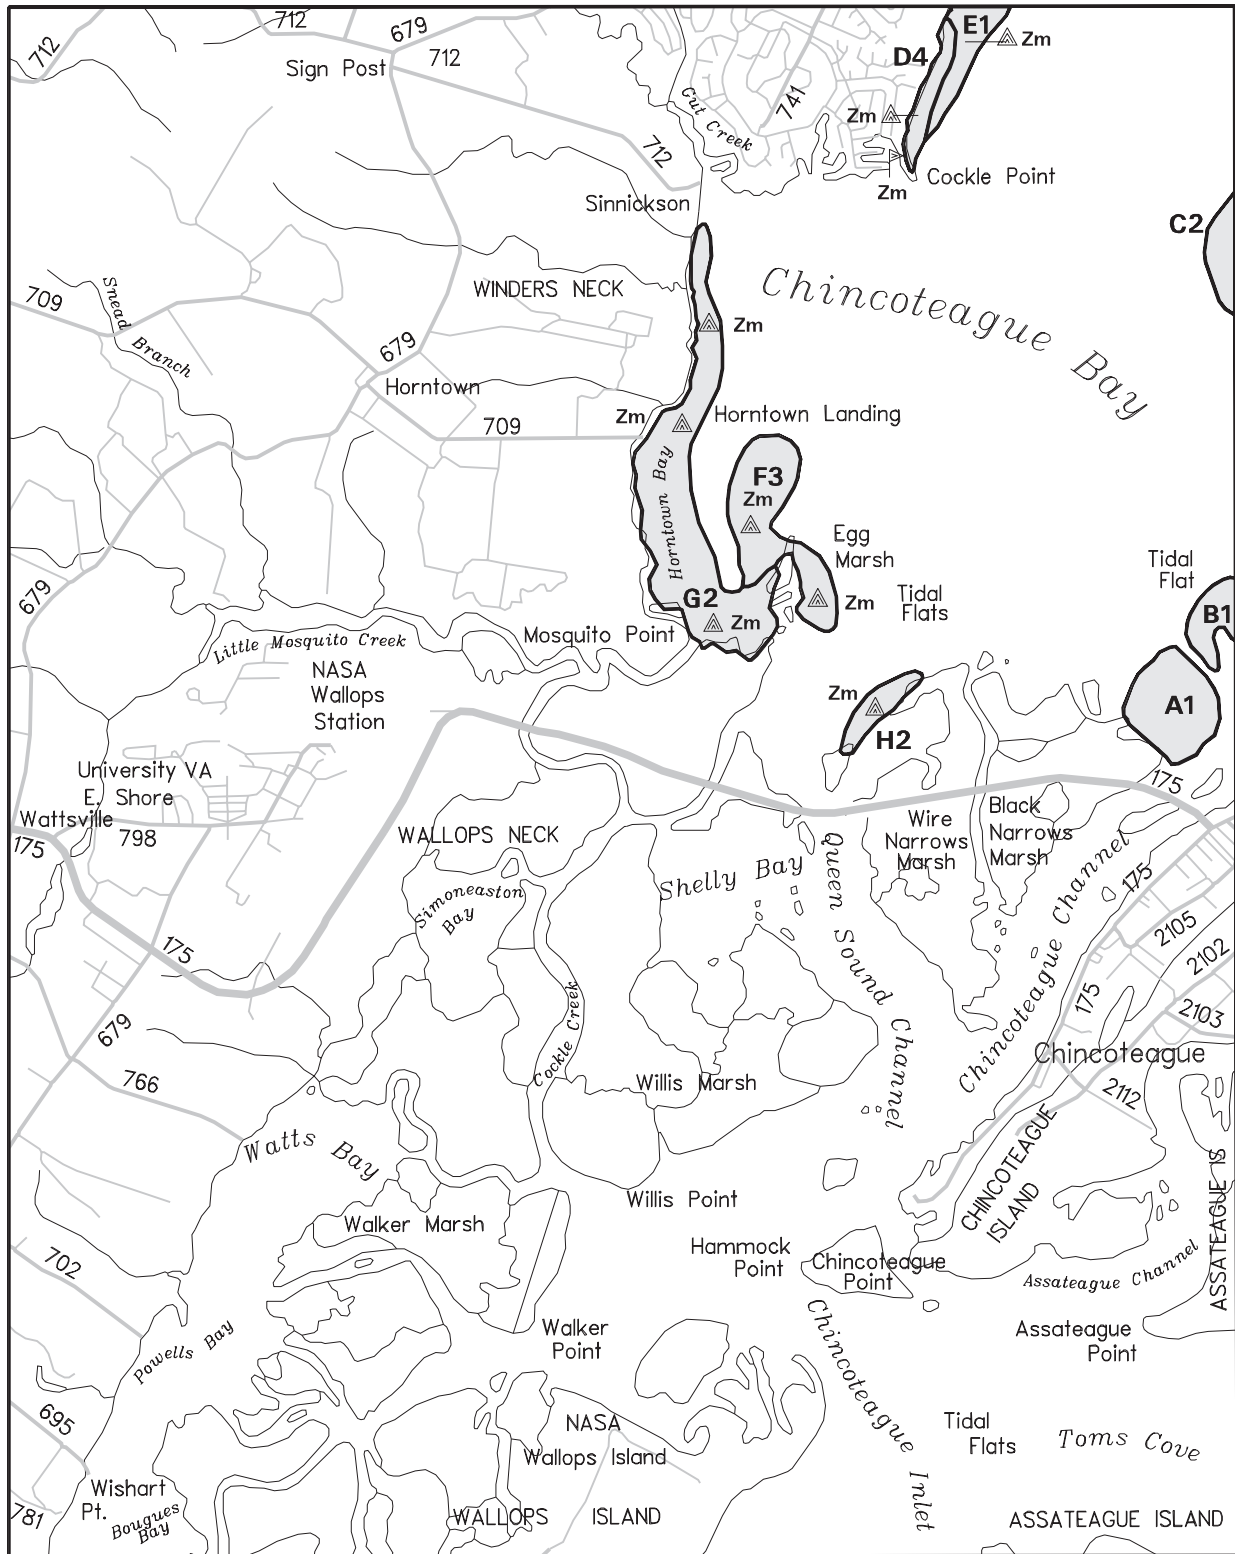 712
679
712
712
Sign Post
E1
Zm
D4
741
Gut Creek
Zm
712
Zm
Cockle Point
Sinnickson
C2
WINDERS NECK
Chincoteague Bay
709
Snead Branch
Zm
679
Horntown
Zm
Horntown Landing
709
Horntown Bay
F3
Zm
Egg
Marsh
Tidal
Flat
679
G2
Zm
Zm
Tidal
Flats
B1
Little Mosquito Creek
Mosquito Point
NASA
Wallops
Station
Zm
H2
A1
University VA
E. Shore
175
Wattsville
798
175
WALLOPS NECK
Wire
Narrows
Marsh
Black
Narrows
Marsh
Simoneaston
Bay
Shelly Bay
Queen Sound Channel
Chincoteague Channel
175
2105
2102
175
175
2103
679
Cockle Creek
Chincoteague
766
Willis Marsh
2112
Watts Bay
CHINCOTEAGUE
ISLAND
ASSATEAGUE IS
Willis Point
Walker Marsh
Hammock
Point
Chincoteague
Point
702
Assateague Channel
Powells Bay
Walker
Point
Chincoteague Inlet
Assateague
Point
695
NASA
Wallops Island
Tidal
Flats
Toms Cove
Wishart
Pt.
781
Bougues
Bay
WALLOPS ISLAND
ASSATEAGUE ISLAND